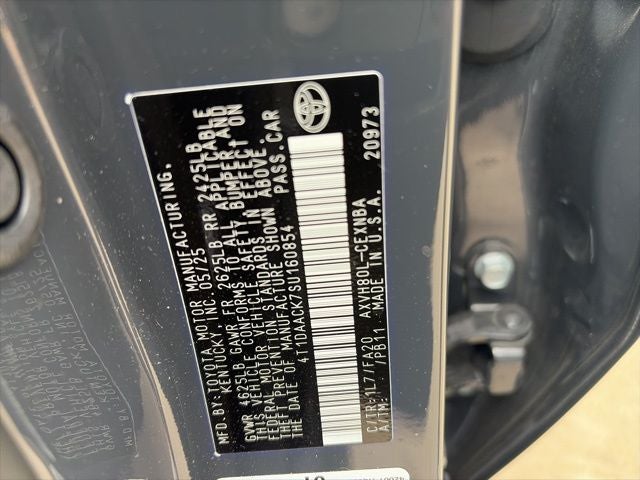 TOYOTA MOTOR MANUFACTURING,
KENTUCKY, INC. 05/25
GVWR 4625LB GAWR FR 2625LB RR 2425LB
THIS VEHICLE CONFORMS TO ALL APPLICABLE
FEDERAL MOTOR VEHICLE SAFETY, BUMPER, AND
THEFT PREVENTION STANDARDS IN EFFECT ON
THE DATE OF MANUFACTURE SHOWN ABOVE.
4T1DAACK7SU160854 PASS.CAR
C/TR:1L7/FA20 AXVH80L-CEXNBA
A/TM: /PB11 MADE IN U.S.A. 20973